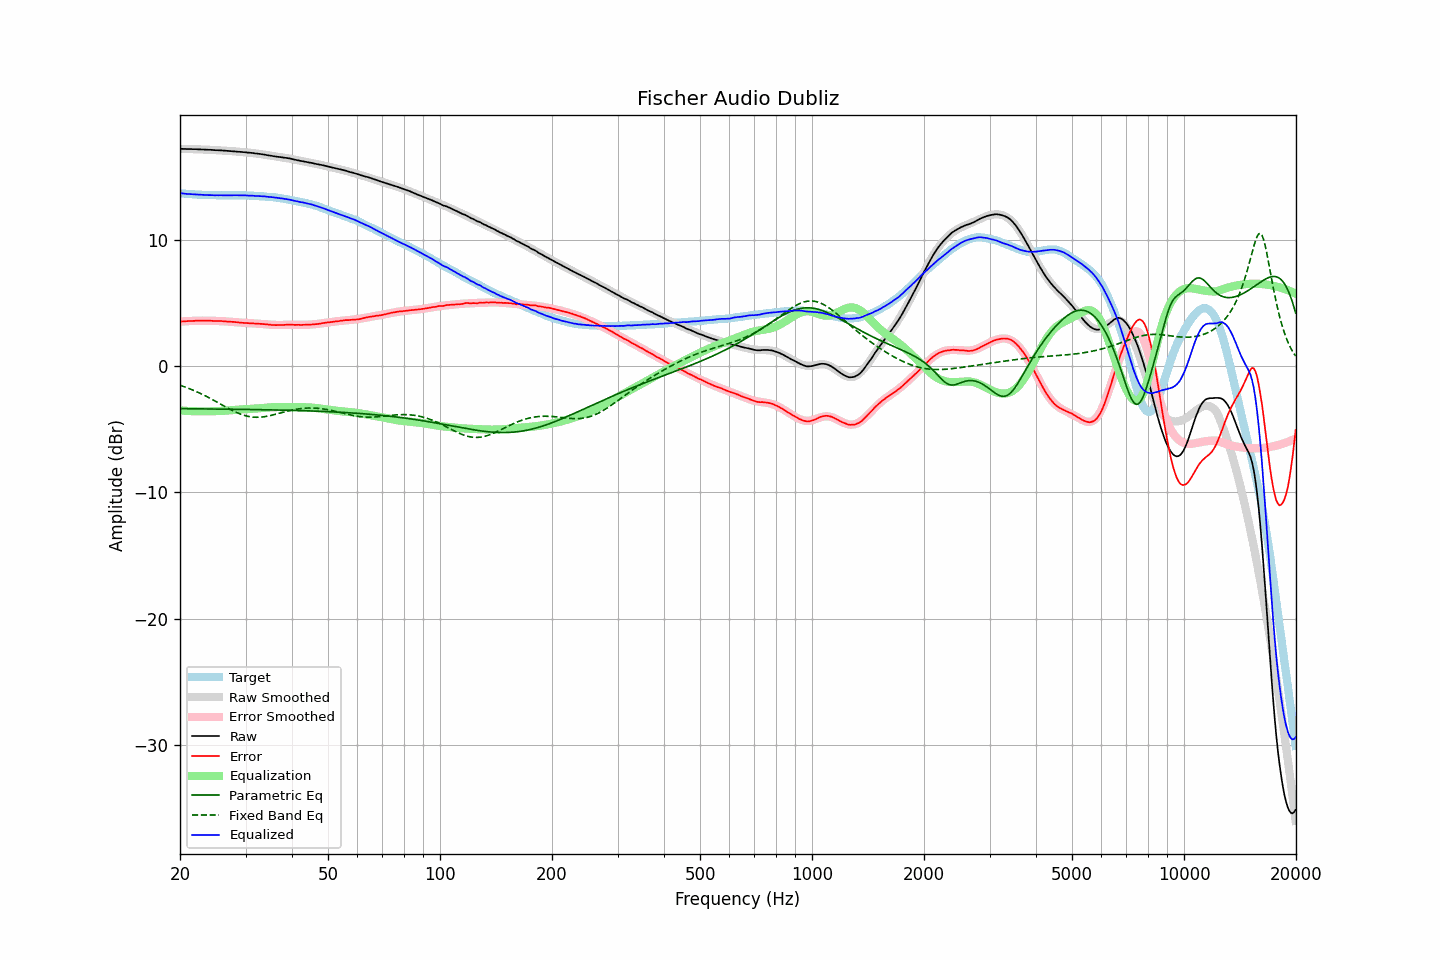 Fischer Audio Dubliz
Amplitude (dBr)
10
0
−10
−20
−30
Target
Raw Smoothed
Error Smoothed
Raw
Error
Equalization
Parametric Eq
Fixed Band Eq
Equalized
20 50 100 200 500 1000 2000 5000 10000 20000
Frequency (Hz)